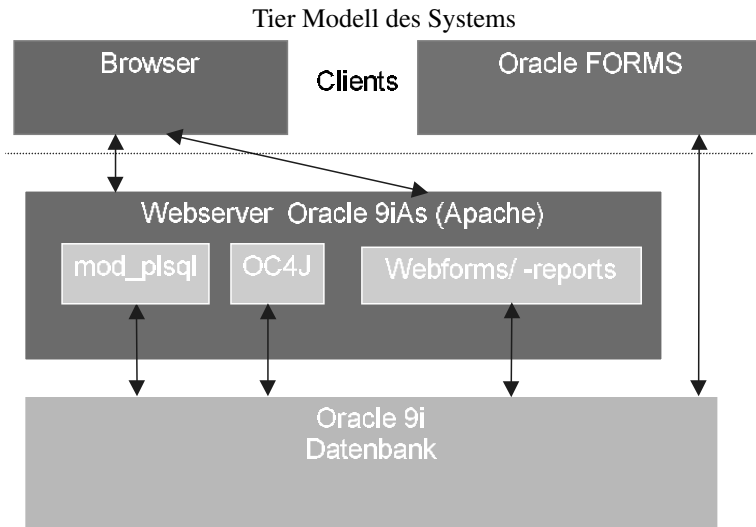 Tier Modell des Systems
Browser
Clients
Oracle FORMS
Webserver Oracle 9iAs (Apache)
mod_plsql
OC4J
Webforms/ -reports
Oracle 9i
Datenbank